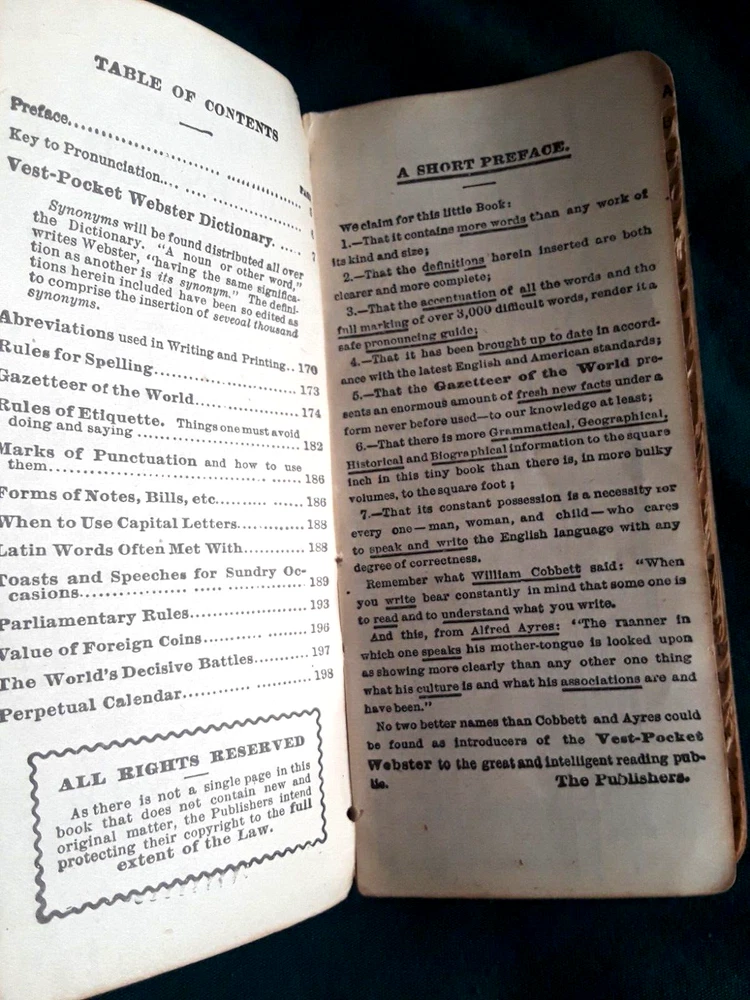 TABLE OF CONTENTS
Preface
Key to Pronunciation
Vest-Pocket Webster Dictionary. 7
Synonyms will be found distributed all over
the Dictionary. "A noun or other word,"
writes Webster, "having the same significa-
tion as another is its synonym." The defini-
tions herein included have been so edited as
to comprise the insertion of seveoal thousand
synonyms.
Abreviations used in Writing and Printing.. 170
Rules for Spelling........................ 173
Gazetteer of the World.................. 174
Rules of Etiquette. Things one must avoid
doing and saying ........................ 182
Marks of Punctuation and how to use
them........................ 186
Forms of Notes, Bills, etc............... 186
When to Use Capital Letters............ 188
Latin Words Often Met With............ 188
Toasts and Speeches for Sundry Oc-
casions........................ 189
Parliamentary Rules.................. 193
Value of Foreign Coins............... 196
The World's Decisive Battles............ 197
Perpetual Calendar.................. 198
ALL RIGHTS RESERVED
As there is not a single page in this
book that does not contain new and
original matter, the Publishers intend
protecting their copyright to the full
extent of the Law.
A SHORT PREFACE.
We claim for this little Book:
1.—That it contains more words than any work of
its kind and size;
2.—That the definitions herein inserted are both
clearer and more complete;
3.—That the accentuation of all the words and the
full marking of over 3,000 difficult words, render it a
safe pronouncing guide;
4.—That it has been brought up to date in accord-
ance with the latest English and American standards;
5.—That the Gazetteer of the World pre-
sents an enormous amount of fresh new facts under a
form never before used—to our knowledge at least;
6.—That there is more Grammatical, Geographical,
Historical and Biographical information to the square
inch in this tiny book than there is, in more bulky
volumes, to the square foot;
7.—That its constant possession is a necessity for
every one—man, woman, and child—who cares
to speak and write the English language with any
degree of correctness.
Remember what William Cobbett said: "When
you write bear constantly in mind that some one is
to read and to understand what you write.
And this, from Alfred Ayres: "The manner in
which one speaks his mother-tongue is looked upon
as showing more clearly than any other one thing
what his culture is and what his associations are and
have been."
No two better names than Cobbett and Ayres could
be found as introducers of the Vest-Pocket
Webster to the great and intelligent reading pub-
lic. The Publishers.